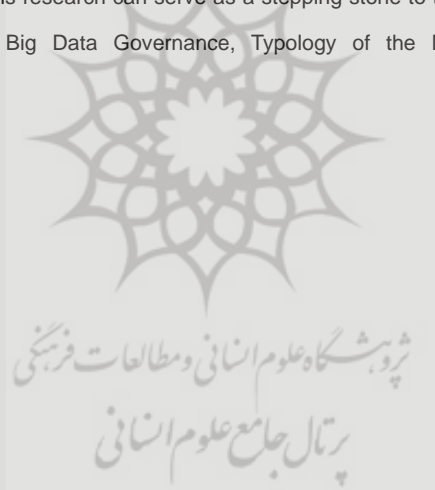 is research can serve as a stepping stone to
Big Data Governance, Typology of the
پژوهشگاه علوم انسانی و مطالعات فرهنگی
پرتال جامع علوم انسانی